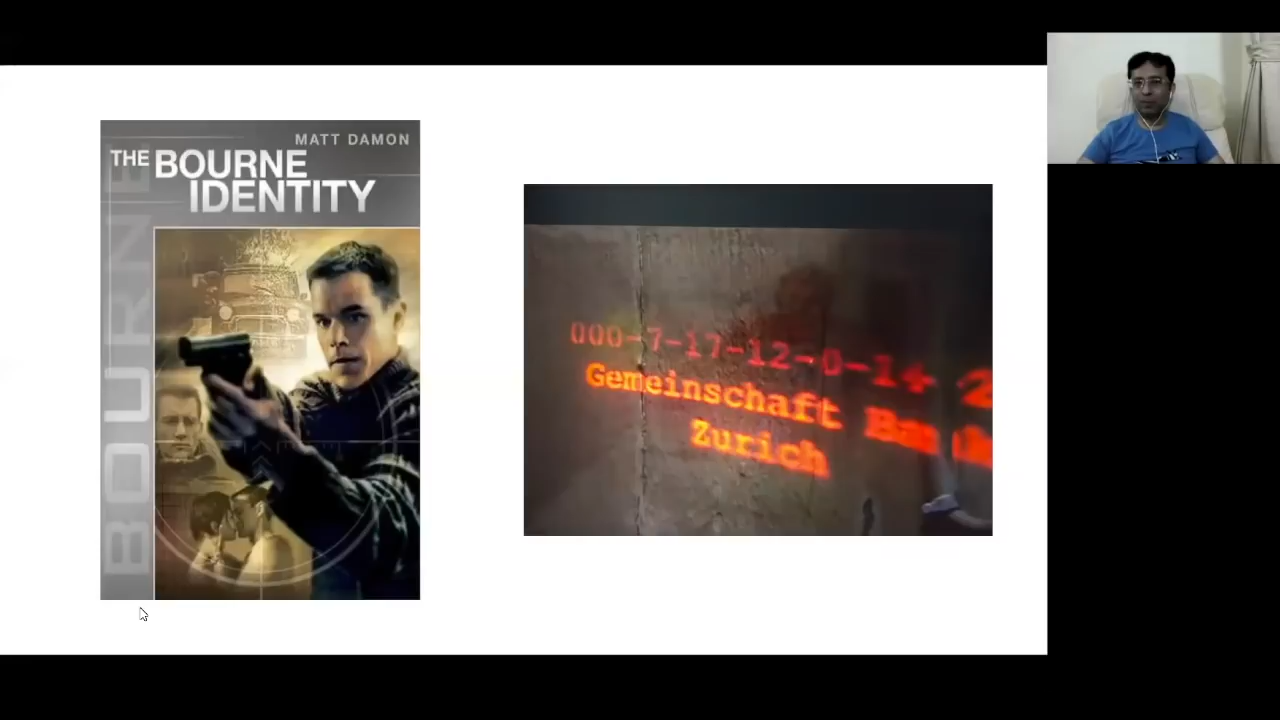 MATT DAMON
THE BOURNE
IDENTITY
BOURNE
000-7-17-12-0-14
Gemeinschaft
Zurich